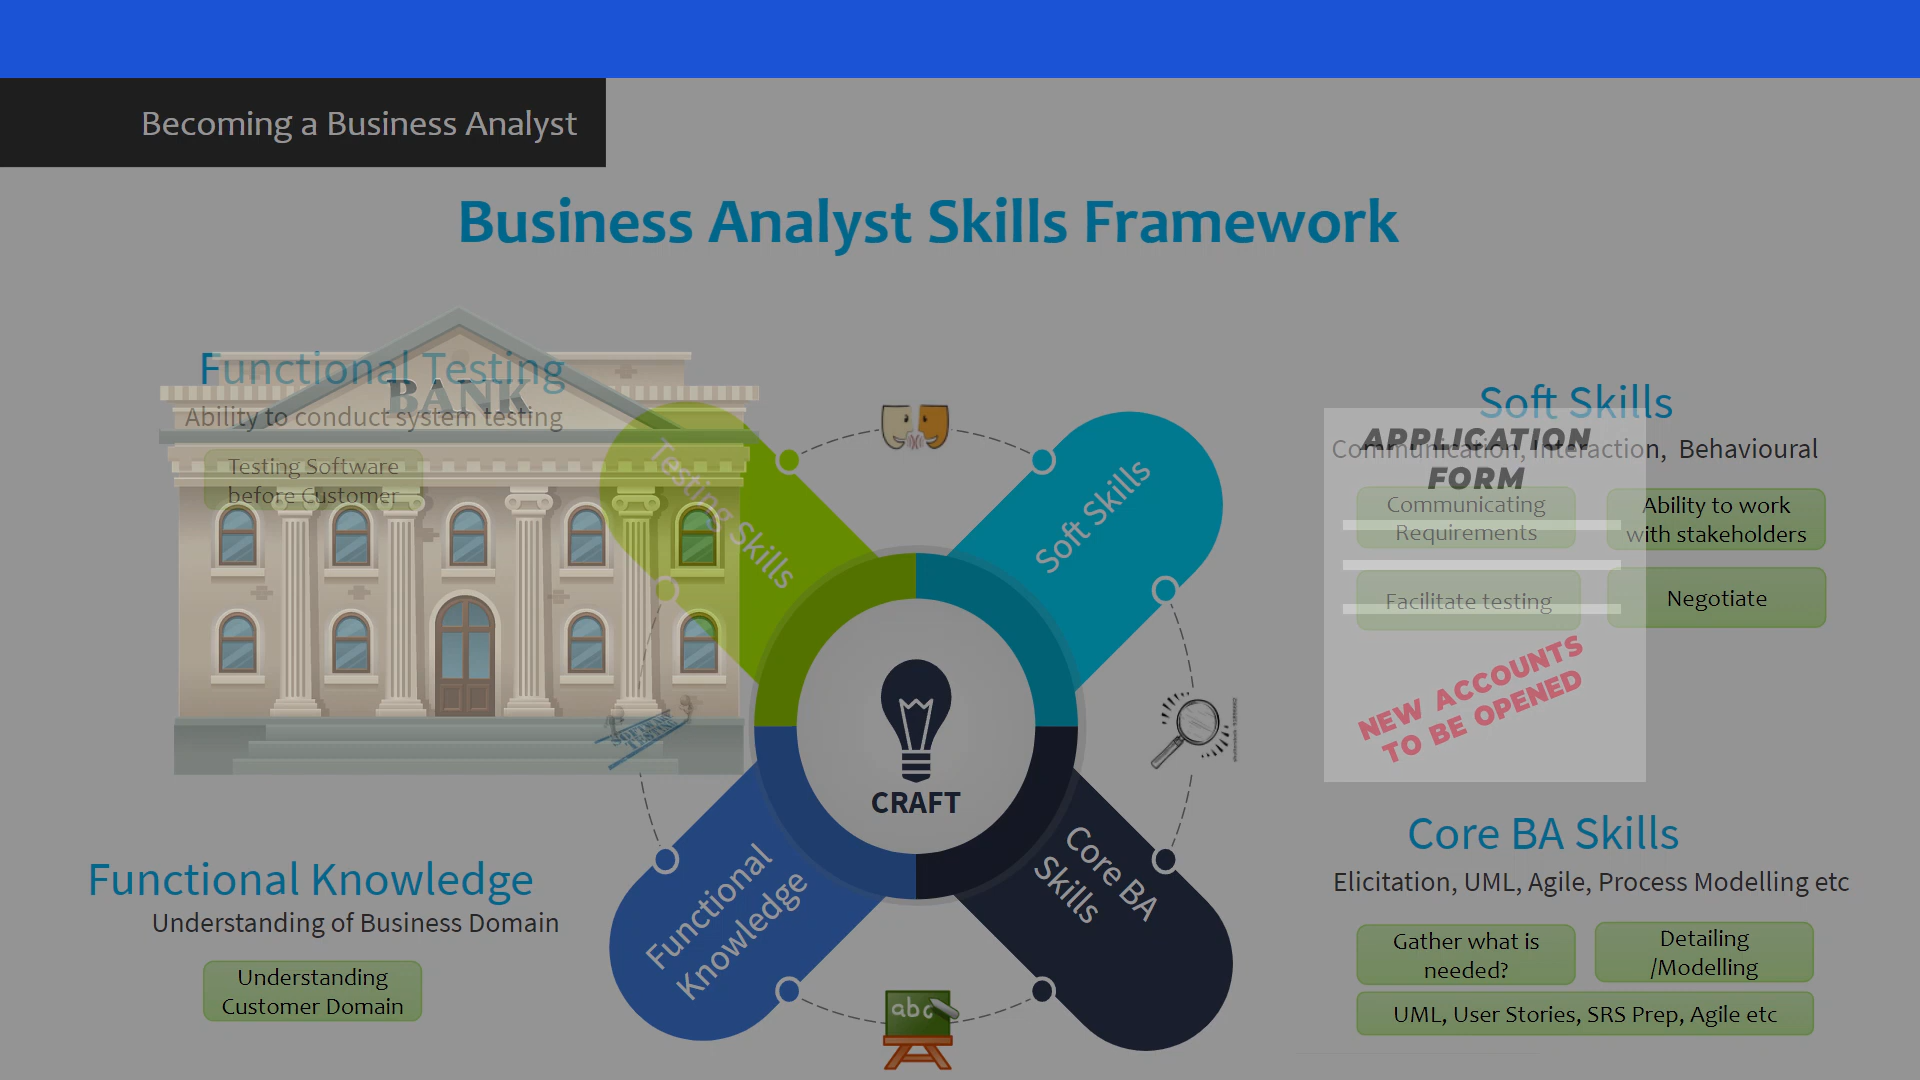 Becoming a Business Analyst
Business Analyst Skills Framework
Functional Testing
Ability to conduct system testing
Testing Software
before Customer
BANK
Testing Skills
Soft Skills
Soft Skills
Communication, Interaction, Behavioural
Communicating
Requirements
Ability to work
with stakeholders
Facilitate testing
Negotiate
APPLICATION
FORM
NEW ACCOUNTS
TO BE OPENED
CRAFT
SOFTWARE
TESTING
Functional
Knowledge
Core BA
Skills
abc
Functional Knowledge
Understanding of Business Domain
Understanding
Customer Domain
Core BA Skills
Elicitation, UML, Agile, Process Modelling etc
Gather what is
needed?
Detailing
/Modelling
UML, User Stories, SRS Prep, Agile etc